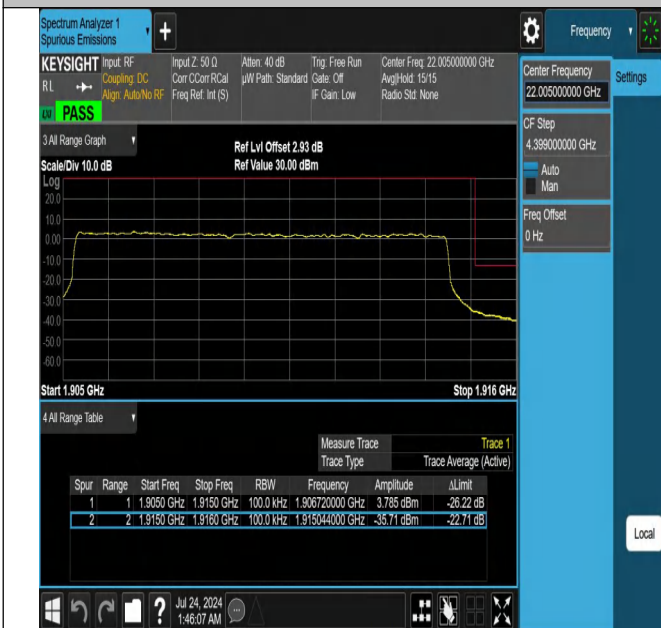 Spectrum Analyzer 1
Spurious Emissions
Frequency
KEYSIGHT
RL
PASS
Input: RF
Coupling: DC
Align: Auto/No RF
Input Z: 50 Ω
Corr CCorr RCal
Freq Ref: Int (S)
Atten: 40 dB
µW Path: Standard
Trig: Free Run
Gate: Off
IF Gain: Low
Center Freq: 22.005000000 GHz
Avg|Hold: 15/15
Radio Std: None
Center Frequency
22.005000000 GHz
Settings
CF Step
4.399000000 GHz
Auto
Man
Freq Offset
0 Hz
3 All Range Graph
Scale/Div 10.0 dB
Ref Lvl Offset 2.93 dB
Ref Value 30.00 dBm
Log
20.0
10.0
0.00
-10.0
-20.0
-30.0
-40.0
-50.0
-60.0
Start 1.905 GHz
Stop 1.916 GHz
4 All Range Table
Measure Trace Trace 1
Trace Type Trace Average (Active)
Spur Range Start Freq Stop Freq RBW Frequency Amplitude ΔLimit
1 1 1.9050 GHz 1.9150 GHz 100.0 kHz 1.906720000 GHz 3.785 dBm -26.22 dB
2 2 1.9150 GHz 1.9160 GHz 100.0 kHz 1.915044000 GHz -35.71 dBm -22.71 dB
Local
?
Jul 24, 2024
1:46:07 AM